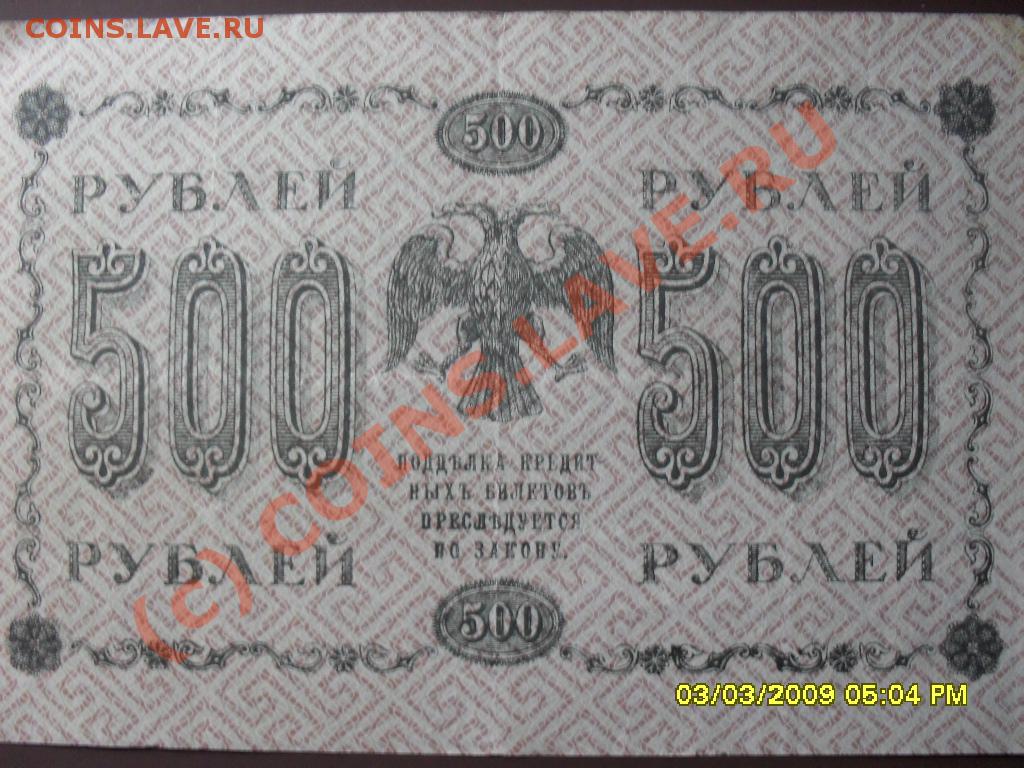 COINS.LAVE.RU
500
РУБЛЕЙ РУБЛЕЙ
500 500
ПОДДѢЛКА КРЕДИТ
НЫХЪ БИЛЕТОВЪ
ПРЕСЛѢДУЕТСЯ
ПО ЗАКОНУ.
РУБЛЕЙ РУБЛЕЙ
500
(c) COINS.LAVE.RU
03/03/2009 05:04 PM